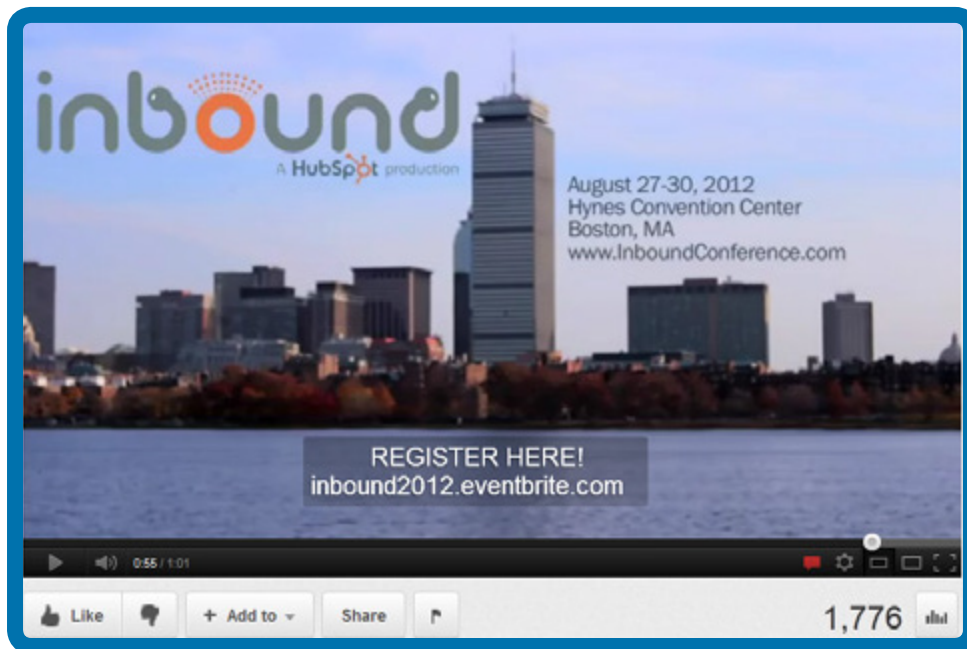 inbound
A HubSpot production
August 27-30, 2012
Hynes Convention Center
Boston, MA
www.InboundConference.com
REGISTER HERE!
inbound2012.eventbrite.com
0:55 / 1:01
Like
+ Add to
Share
1,776